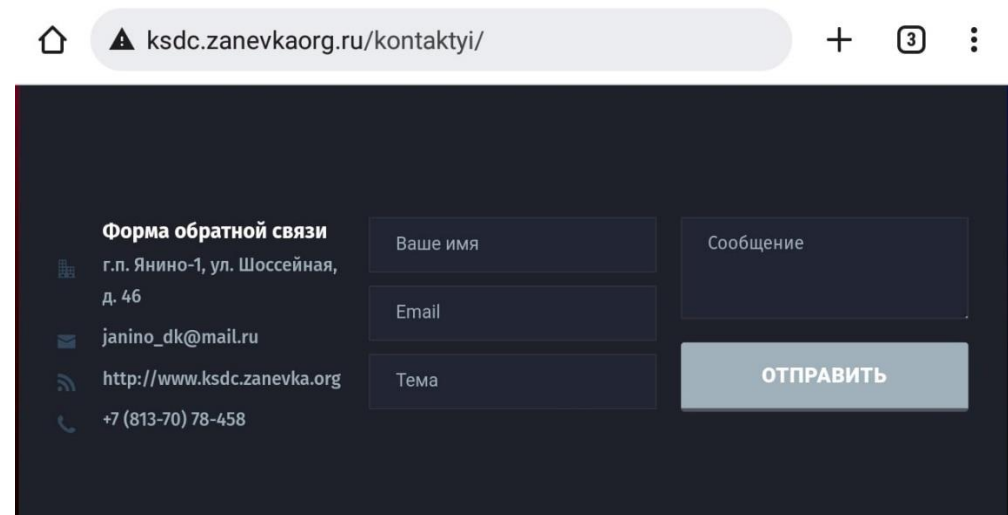 ksdc.zanevkaorg.ru/kontaktyi/
3
Форма обратной связи
г.п. Янино-1, ул. Шоссейная,
д. 46
janino_dk@mail.ru
http://www.ksdc.zanevka.org
+7 (813-70) 78-458
Ваше имя
Email
Тема
Сообщение
ОТПРАВИТЬ